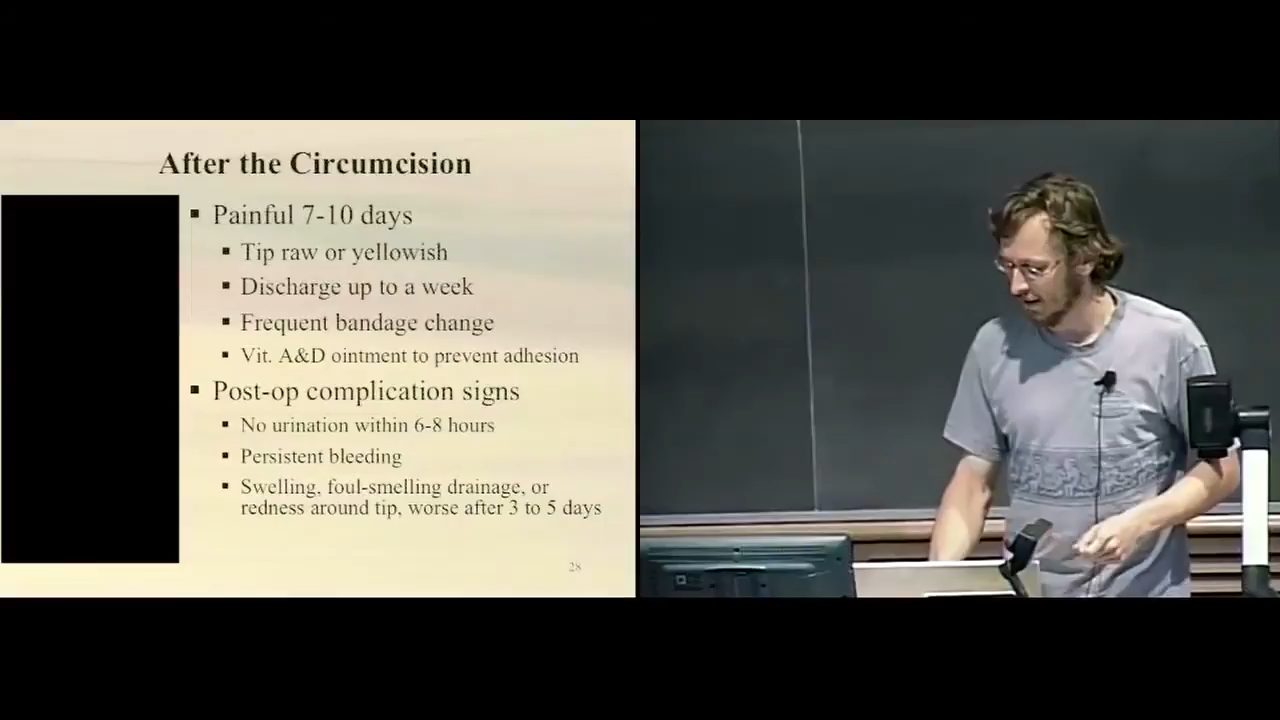 After the Circumcision
▪ Painful 7-10 days
▪ Tip raw or yellowish
▪ Discharge up to a week
▪ Frequent bandage change
▪ Vit. A&D ointment to prevent adhesion
▪ Post-op complication signs
▪ No urination within 6-8 hours
▪ Persistent bleeding
▪ Swelling, foul-smelling drainage, or
redness around tip, worse after 3 to 5 days
28